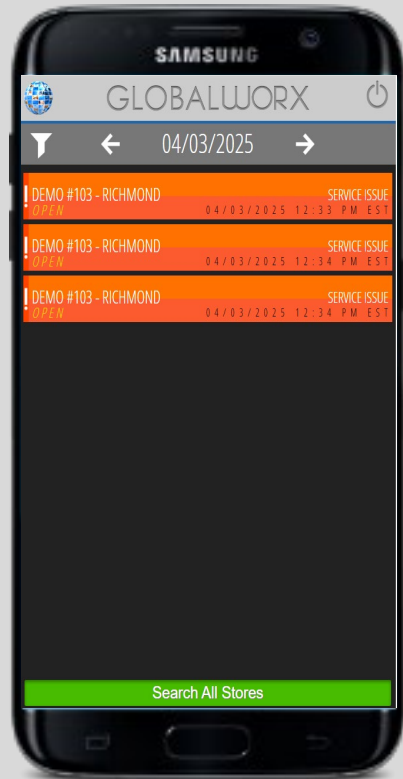 SAMSUNG
GLOBALWORX
04/03/2025
! DEMO #103 - RICHMOND SERVICE ISSUE
OPEN 04/03/2025 12:33 PM EST
! DEMO #103 - RICHMOND SERVICE ISSUE
OPEN 04/03/2025 12:34 PM EST
! DEMO #103 - RICHMOND SERVICE ISSUE
OPEN 04/03/2025 12:34 PM EST
Search All Stores